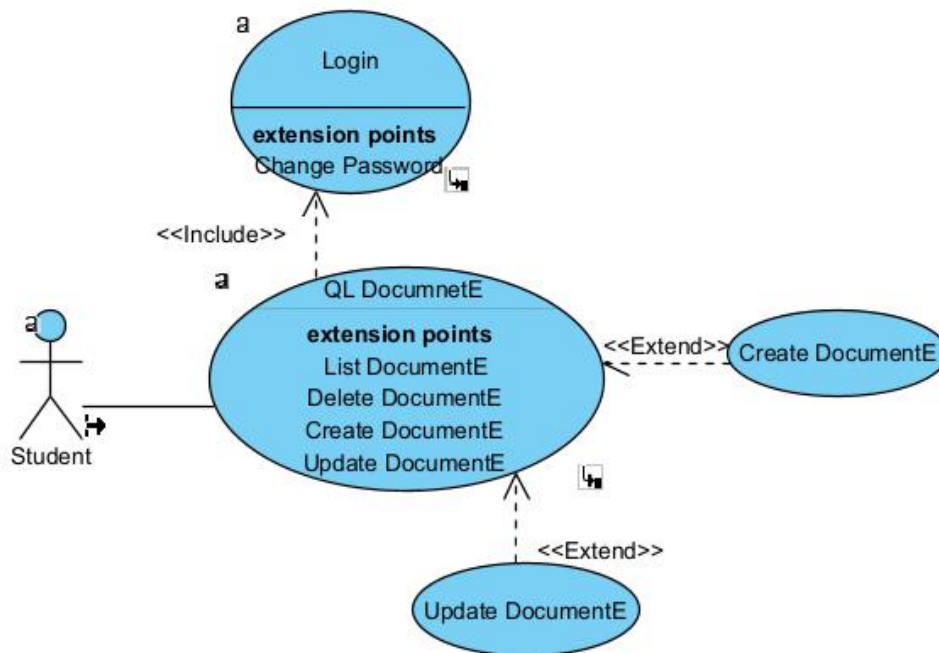 a
Login
extension points
Change Password
<<Include>>
a
QL DocumnetE
extension points
List DocumentE
Delete DocumentE
Create DocumentE
Update DocumentE
a
Student
<<Extend>>
Create DocumentE
<<Extend>>
Update DocumentE